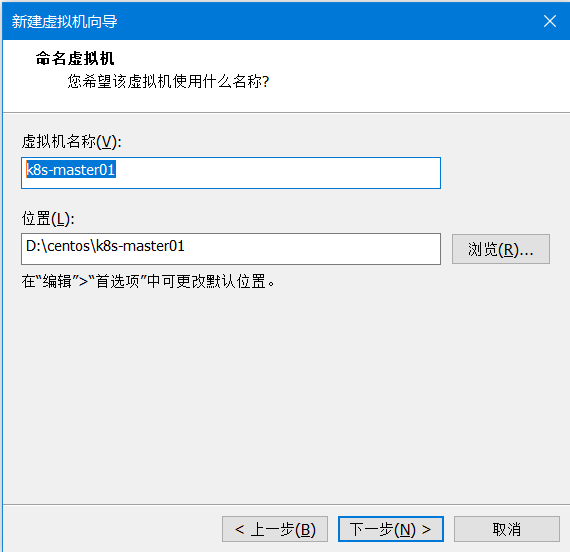 新建虚拟机向导
命名虚拟机
您希望该虚拟机使用什么名称?
虚拟机名称(V):
k8s-master01
位置(L):
D:\centos\k8s-master01
浏览(R)...
在“编辑”>“首选项”中可更改默认位置。
< 上一步(B) 下一步(N) > 取消